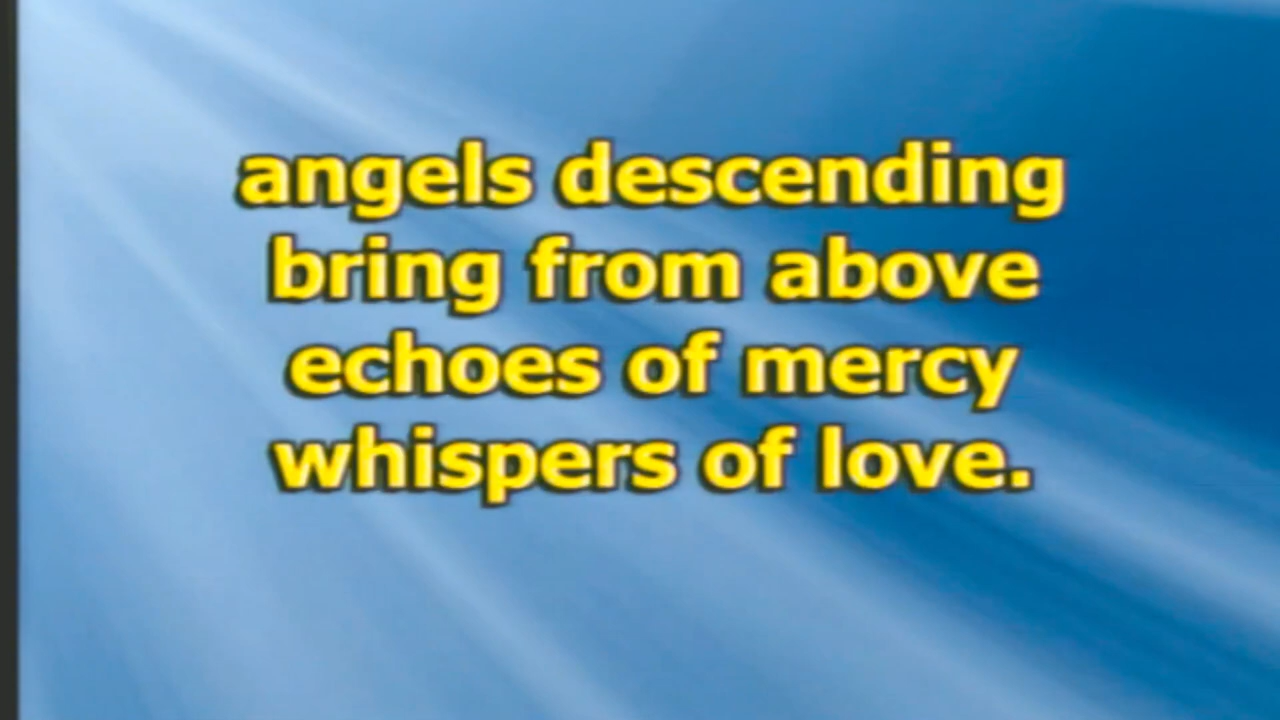 angels descending
bring from above
echoes of mercy
whispers of love.